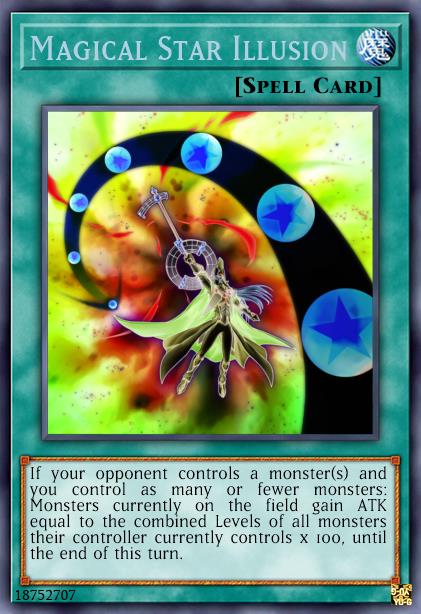 Magical Star Illusion 魔
[Spell Card]
If your opponent controls a monster(s) and
you control as many or fewer monsters:
Monsters currently on the field gain ATK
equal to the combined Levels of all monsters
their controller currently controls x 100, until
the end of this turn.
18752707